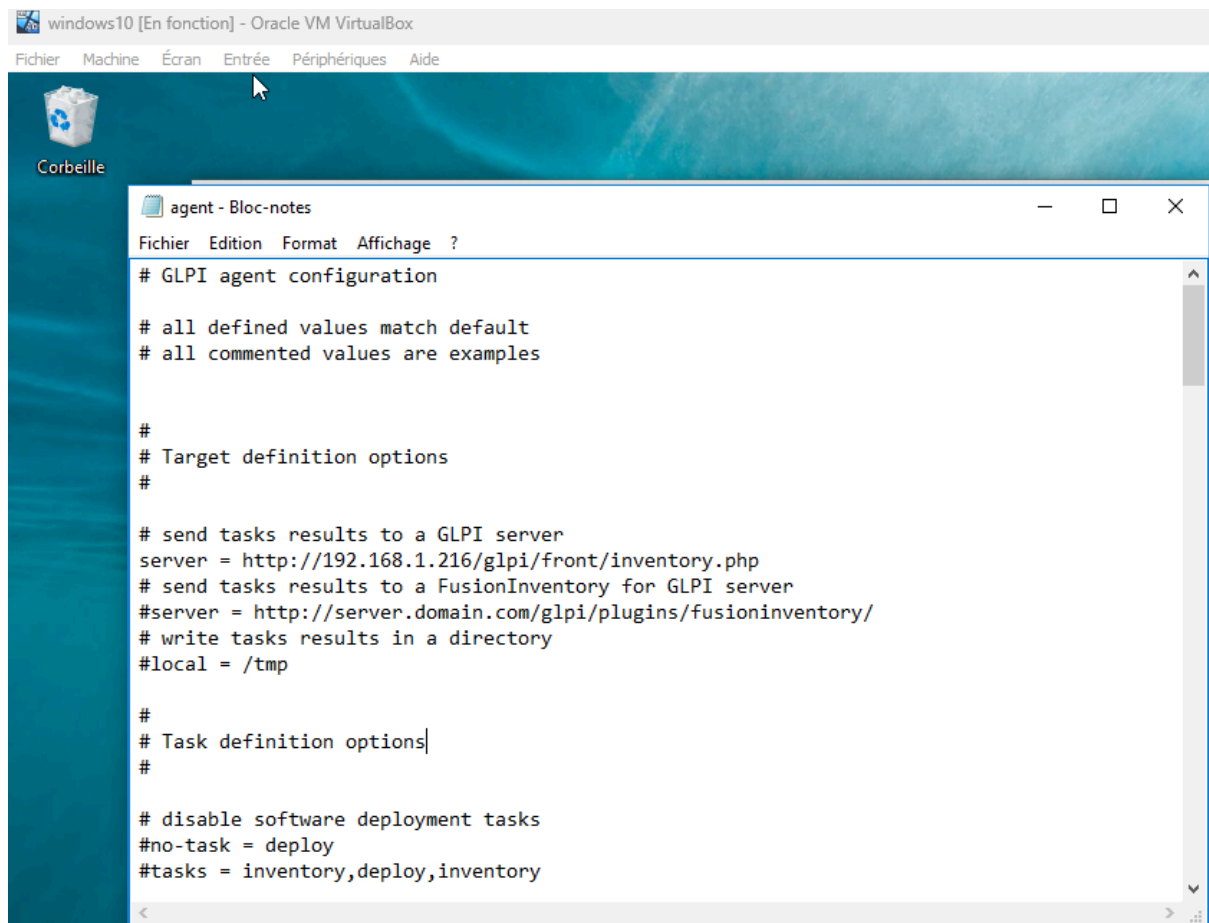 windows10 [En fonction] - Oracle VM VirtualBox
Fichier Machine Écran Entrée Périphériques Aide
Corbeille
agent - Bloc-notes
Fichier Edition Format Affichage ?
# GLPI agent configuration
# all defined values match default
# all commented values are examples
#
# Target definition options
#
# send tasks results to a GLPI server
server = http://192.168.1.216/glpi/front/inventory.php
# send tasks results to a FusionInventory for GLPI server
#server = http://server.domain.com/glpi/plugins/fusioninventory/
# write tasks results in a directory
#local = /tmp
#
# Task definition options
#
# disable software deployment tasks
#no-task = deploy
#tasks = inventory,deploy,inventory